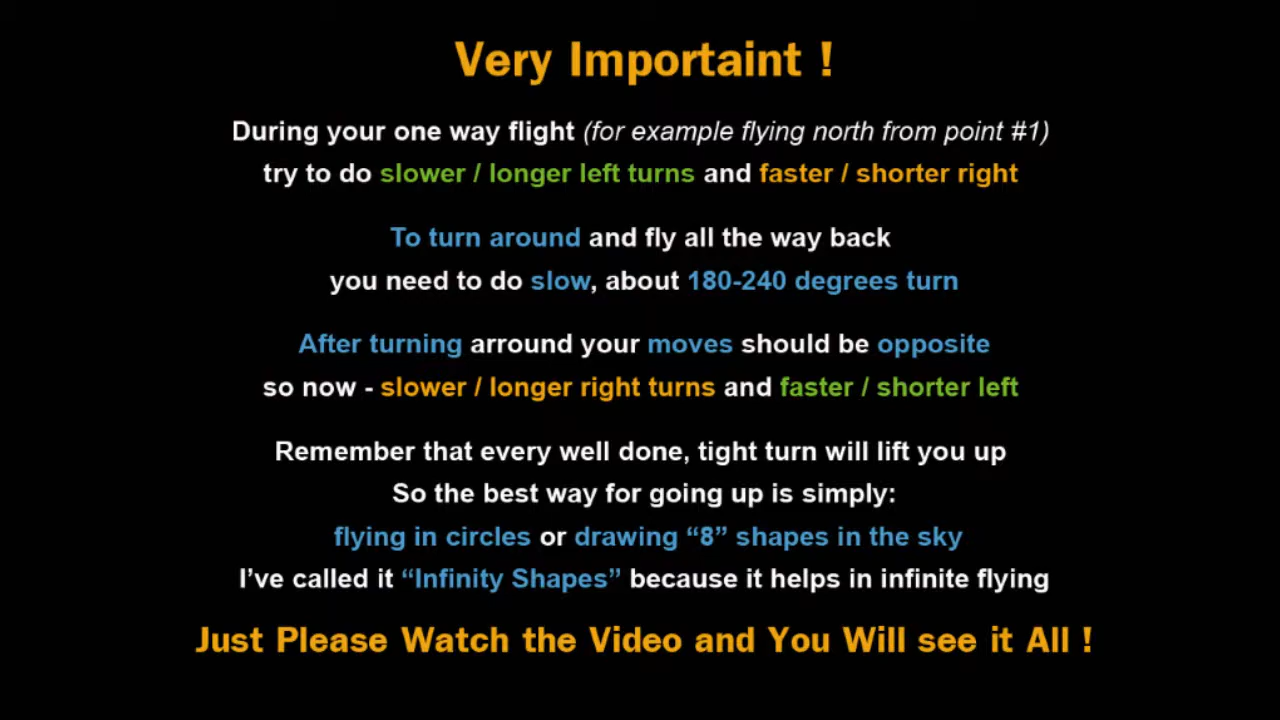 Very Importaint !
During your one way flight (for example flying north from point #1)
try to do slower / longer left turns and faster / shorter right
To turn around and fly all the way back
you need to do slow, about 180-240 degrees turn
After turning arround your moves should be opposite
so now - slower / longer right turns and faster / shorter left
Remember that every well done, tight turn will lift you up
So the best way for going up is simply:
flying in circles or drawing “8” shapes in the sky
I’ve called it “Infinity Shapes” because it helps in infinite flying
Just Please Watch the Video and You Will see it All !